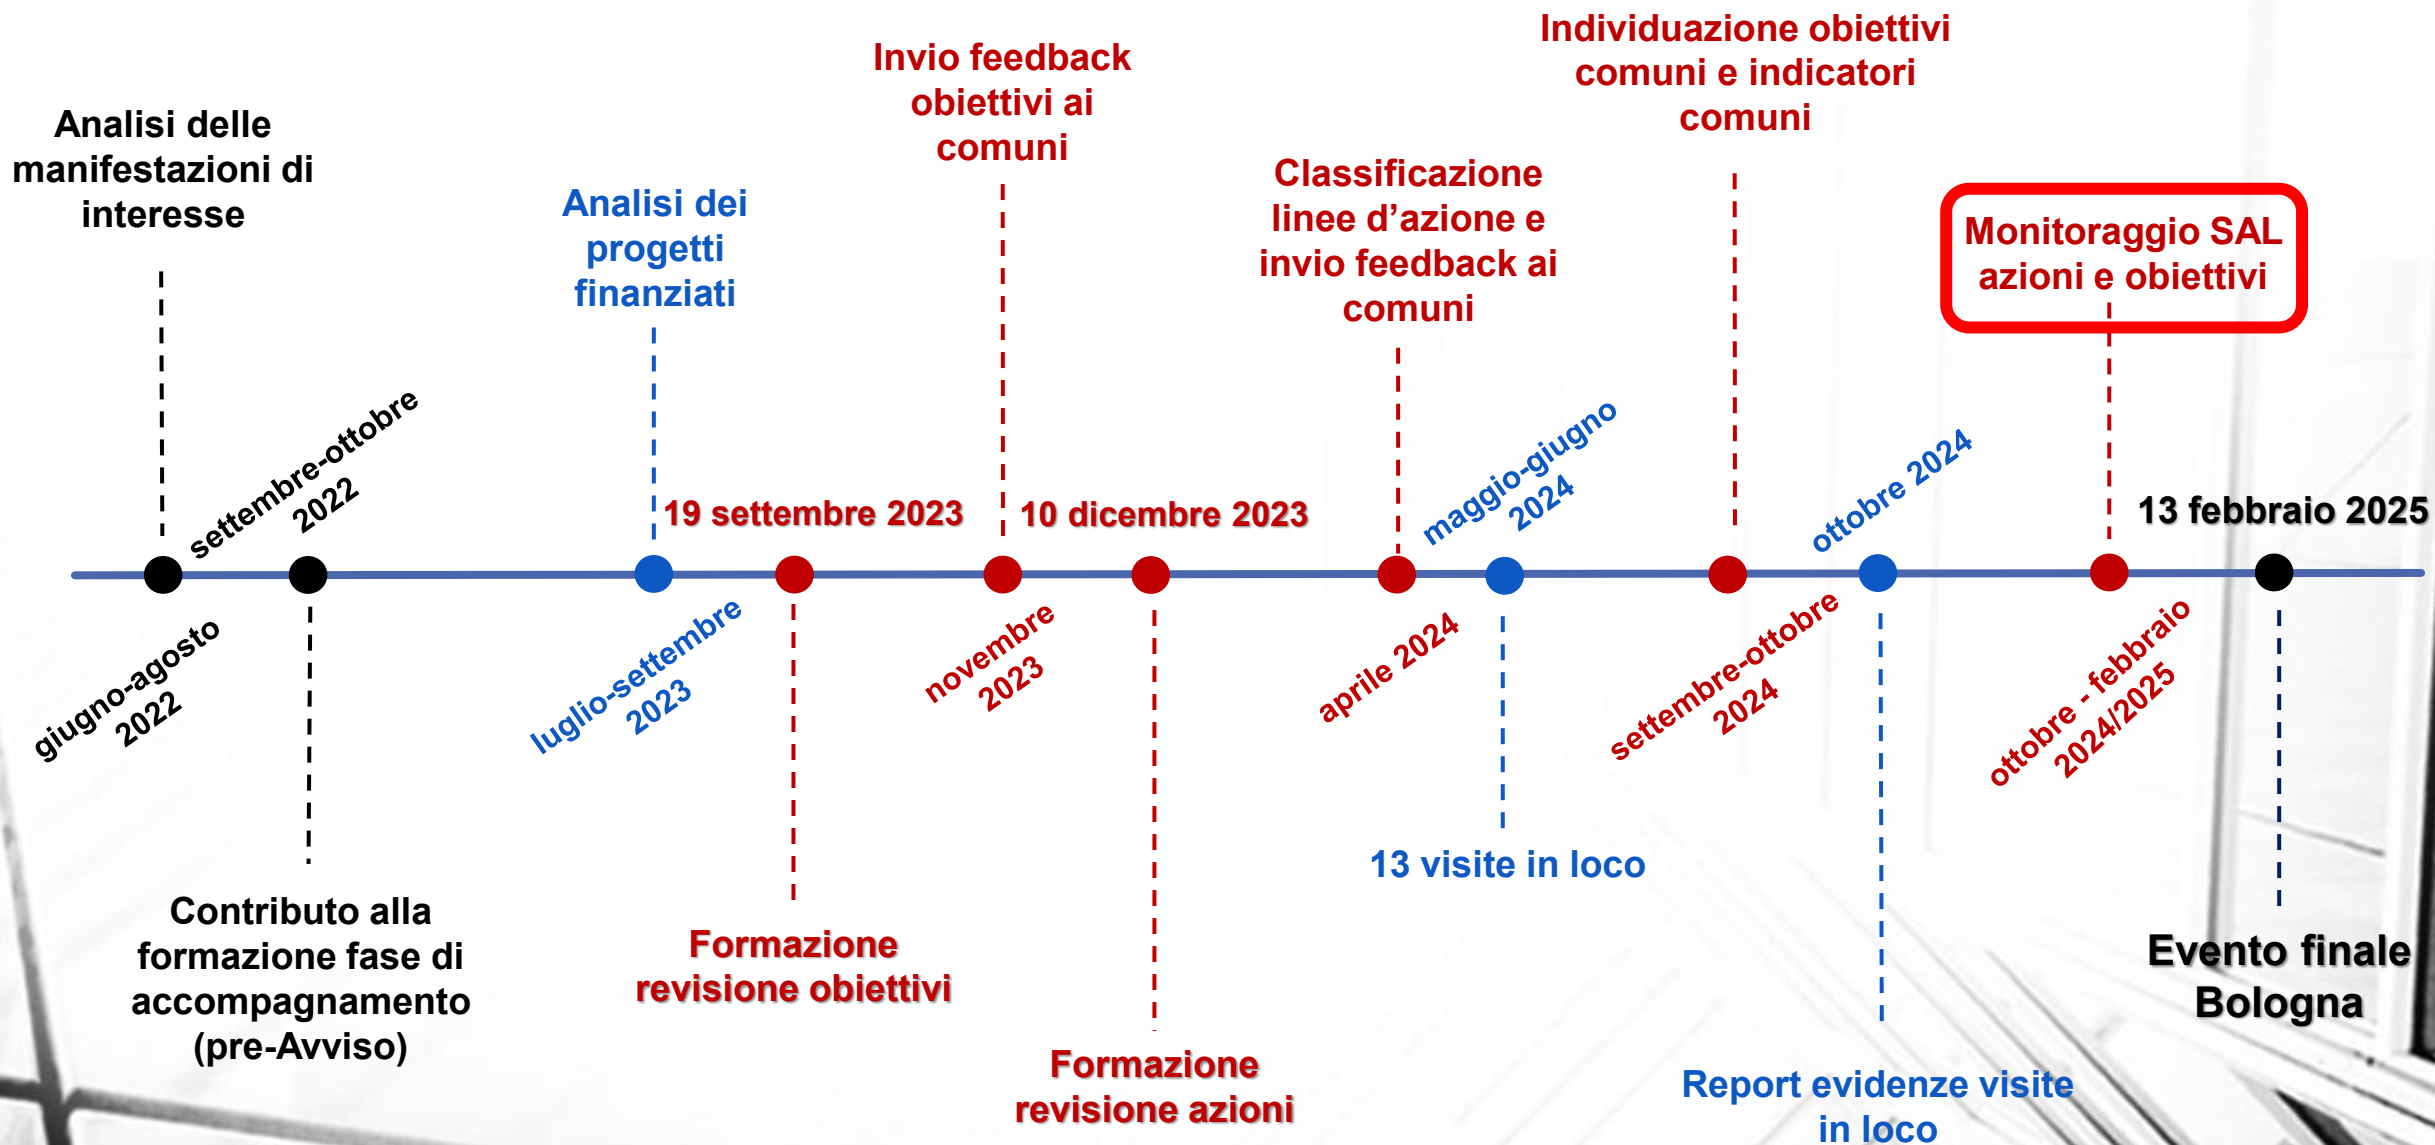 Analisi delle
manifestazioni di
interesse
Analisi dei
progetti
finanziati
Invio feedback
obiettivi ai
comuni
Classificazione
linee d’azione e
invio feedback ai
comuni
Individuazione obiettivi
comuni e indicatori
comuni
Monitoraggio SAL
azioni e obiettivi
settembre-ottobre
2022
19 settembre 2023
10 dicembre 2023
maggio-giugno
2024
ottobre 2024
13 febbraio 2025
giugno-agosto
2022
luglio-settembre
2023
novembre
2023
aprile 2024
settembre-ottobre
2024
ottobre - febbraio
2024/2025
Contributo alla
formazione fase di
accompagnamento
(pre-Avviso)
Formazione
revisione obiettivi
Formazione
revisione azioni
13 visite in loco
Report evidenze visite
in loco
Evento finale
Bologna